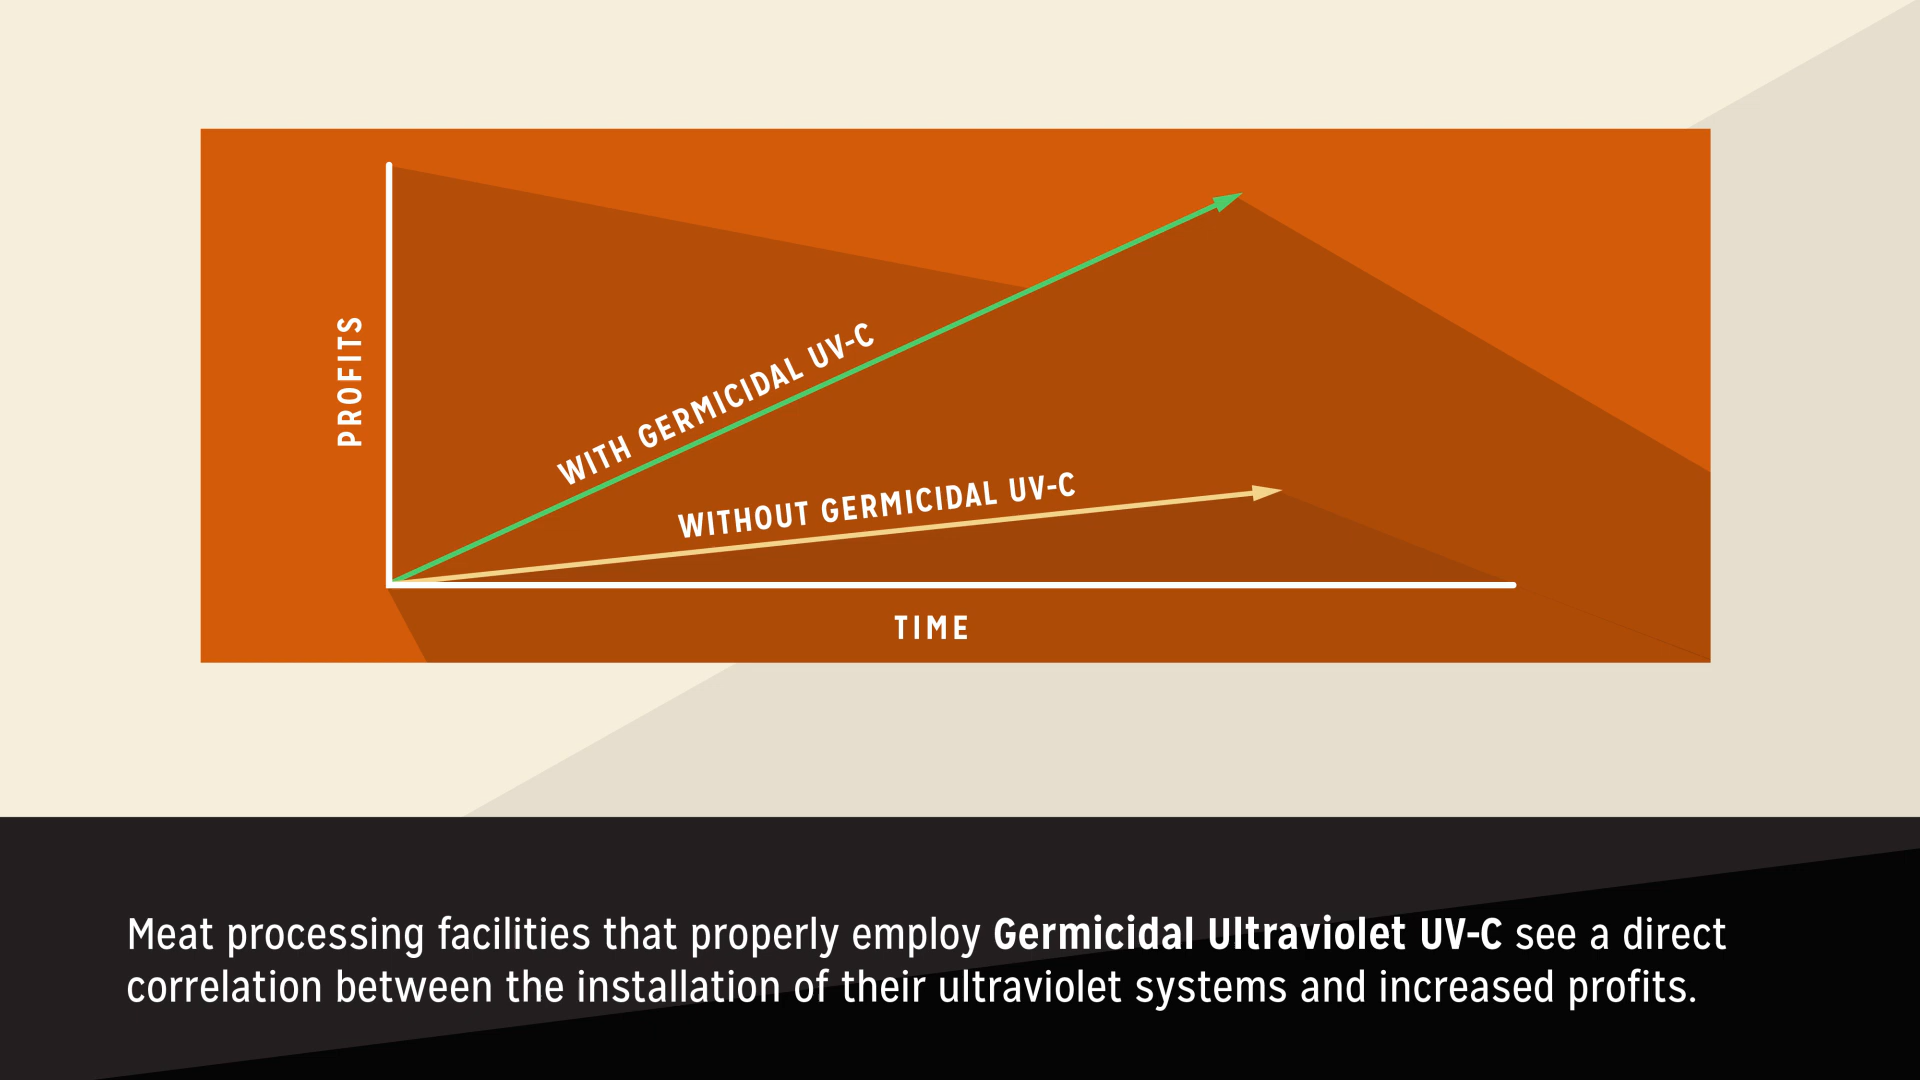 PROFITS
WITH GERMICIDAL UV-C
WITHOUT GERMICIDAL UV-C
TIME
Meat processing facilities that properly employ Germicidal Ultraviolet UV-C see a direct
correlation between the installation of their ultraviolet systems and increased profits.